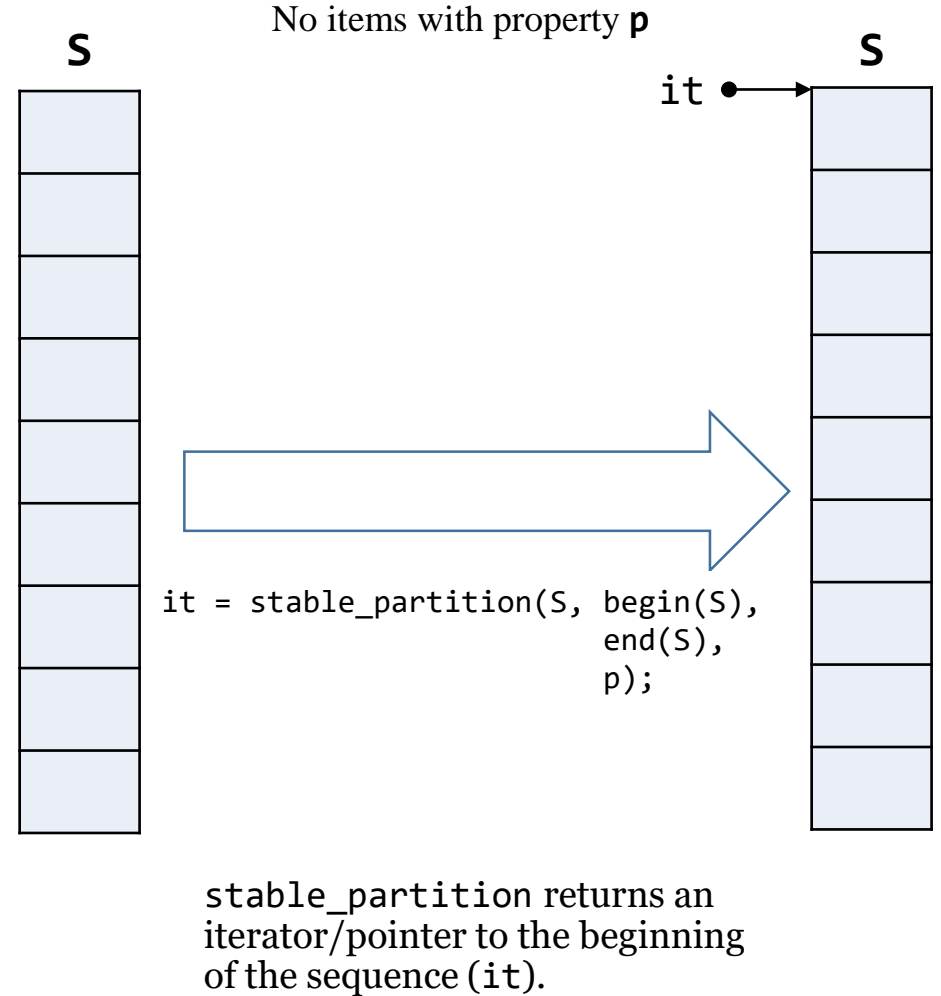 No items with property p
S
S
it
it = stable_partition(S, begin(S),
end(S),
p);
stable_partition returns an
iterator/pointer to the beginning
of the sequence (it).